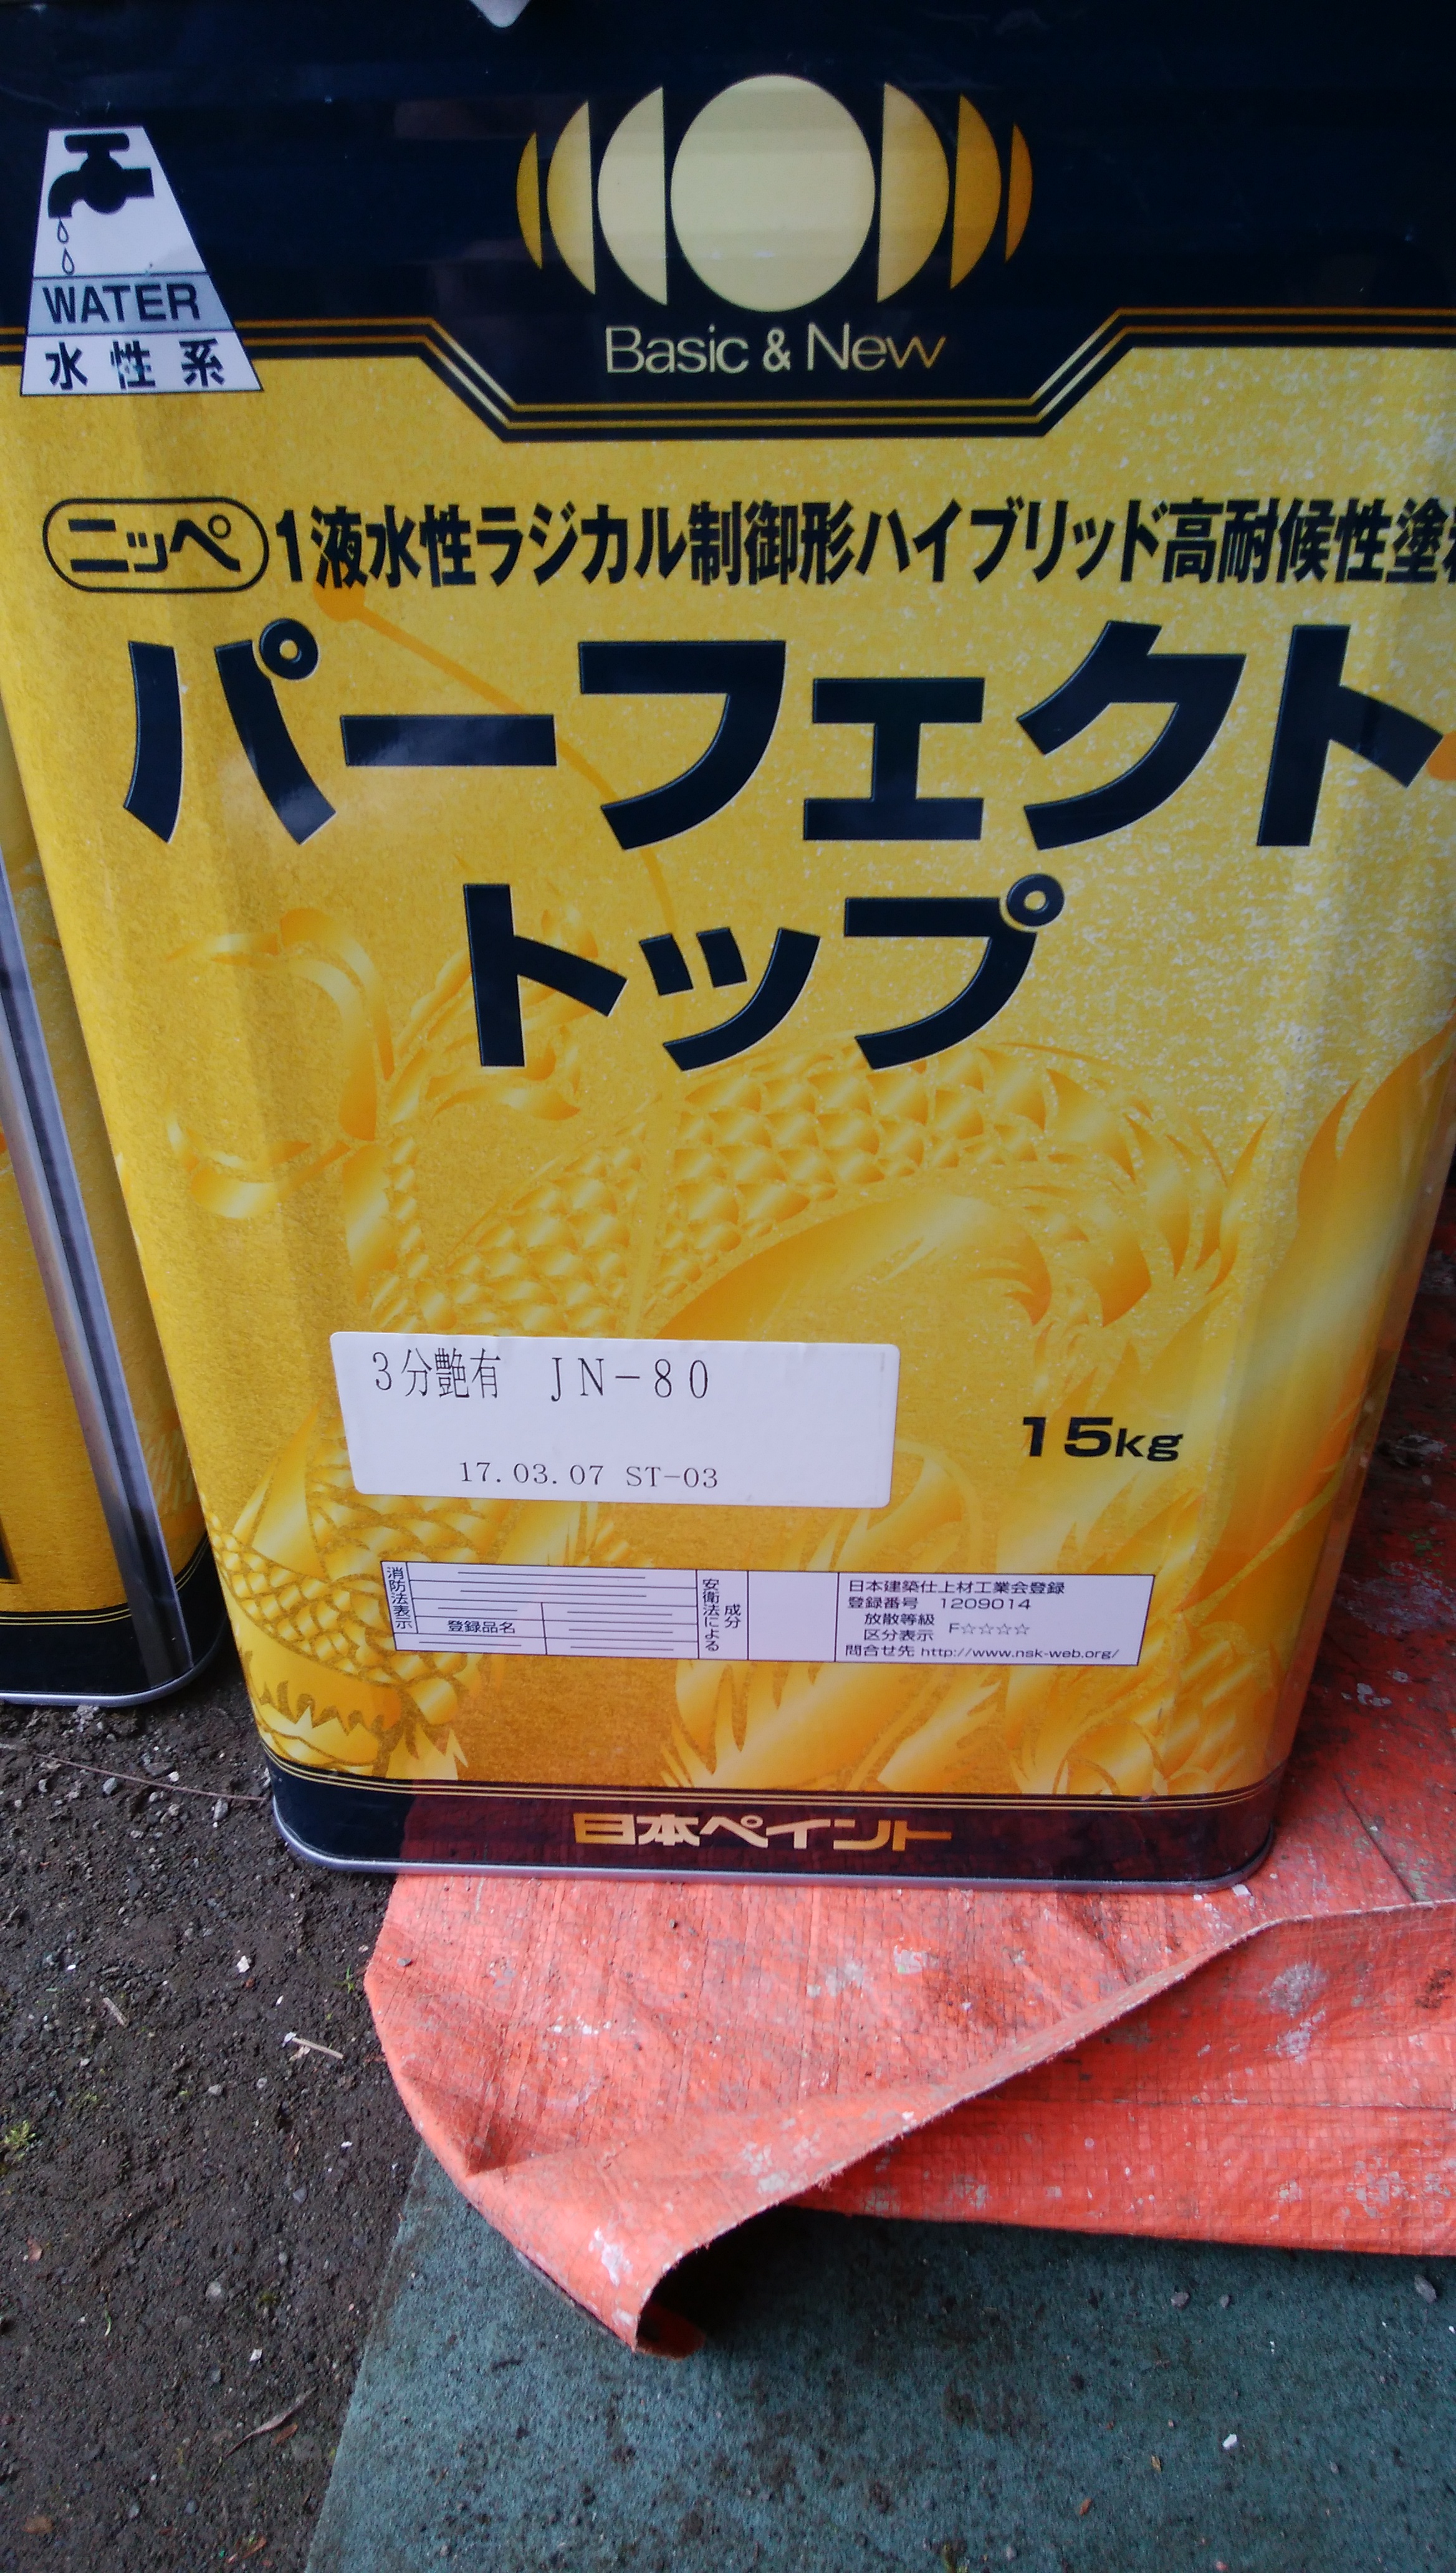 WATER
水性系
Basic & New
ニッペ 1液水性ラジカル制御形ハイブリッド高耐候性塗
パーフェクト
トップ
3分艶有 JN-80
17.03.07 ST-03
15kg
消防法表示
登録品名
安衛法による
成分
日本建築仕上材工業会登録
登録番号 1209014
放散等級
区分表示 F☆☆☆☆
問合せ先 http://www.nsk-web.org/
日本ペイント